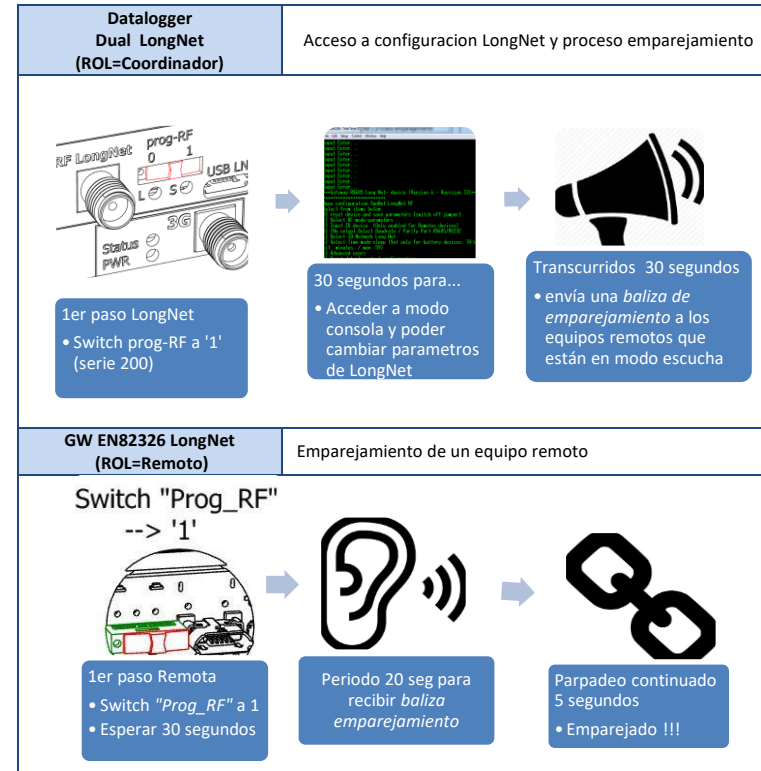 Datalogger
Dual LongNet
(ROL=Coordinador)
Acceso a configuracion LongNet y proceso emparejamiento
RF LongNet
prog-RF
0 1
USB LN
L S
3G
Status
PWR
1er paso LongNet
• Switch prog-RF a '1'
(serie 200)
30 segundos para...
• Acceder a modo
consola y poder
cambiar parametros
de LongNet
Transcurridos 30 segundos
• envía una baliza de
emparejamiento a los
equipos remotos que
están en modo escucha
GW EN82326 LongNet
(ROL=Remoto)
Emparejamiento de un equipo remoto
Switch "Prog_RF"
--> '1'
1er paso Remota
• Switch "Prog_RF" a 1
• Esperar 30 segundos
Periodo 20 seg para
recibir baliza
emparejamiento
Parpadeo continuado
5 segundos
• Emparejado !!!